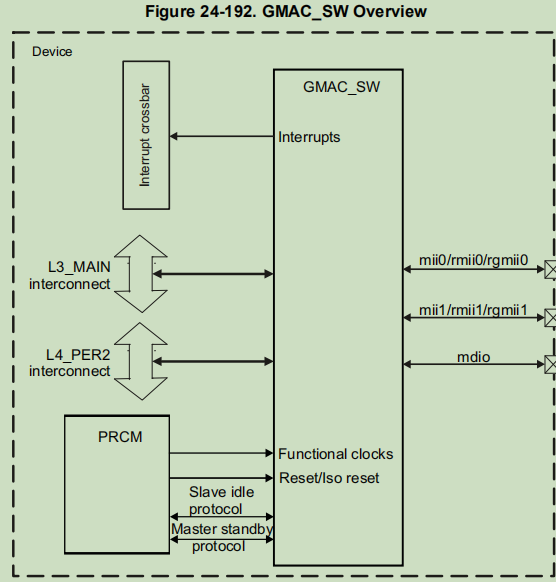 Figure 24-192. GMAC_SW Overview
Device
GMAC_SW
Interrupt crossbar
Interrupts
L3_MAIN
interconnect
mii0/rmii0/rgmii0
mii1/rmii1/rgmii1
L4_PER2
interconnect
mdio
PRCM
Functional clocks
Reset/Iso reset
Slave idle
protocol
Master standby
protocol